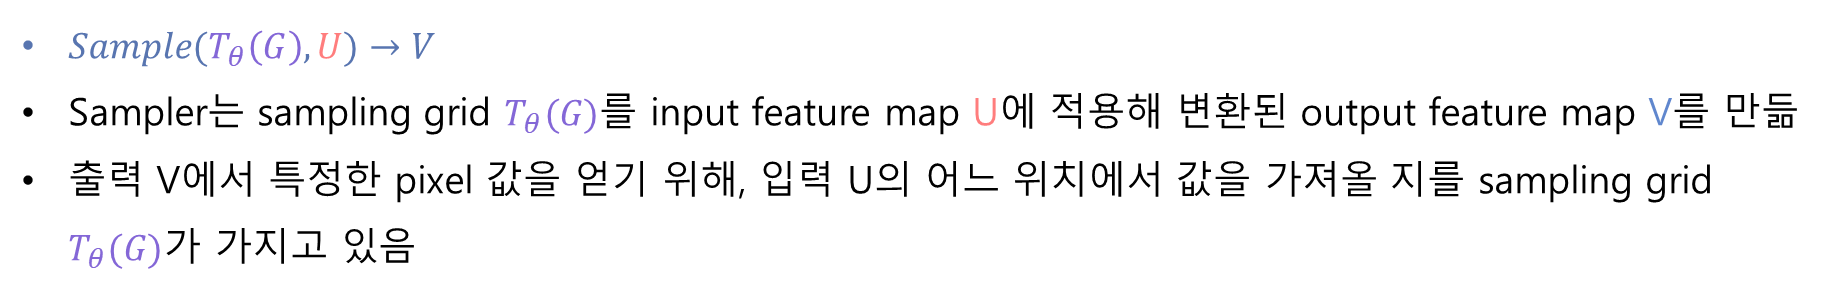 • Sample(T_θ(G), U) → V
• Sampler는 sampling grid T_θ(G)를 input feature map U에 적용해 변환된 output feature map V를 만듦
• 출력 V에서 특정한 pixel 값을 얻기 위해, 입력 U의 어느 위치에서 값을 가져올 지를 sampling grid
T_θ(G)가 가지고 있음